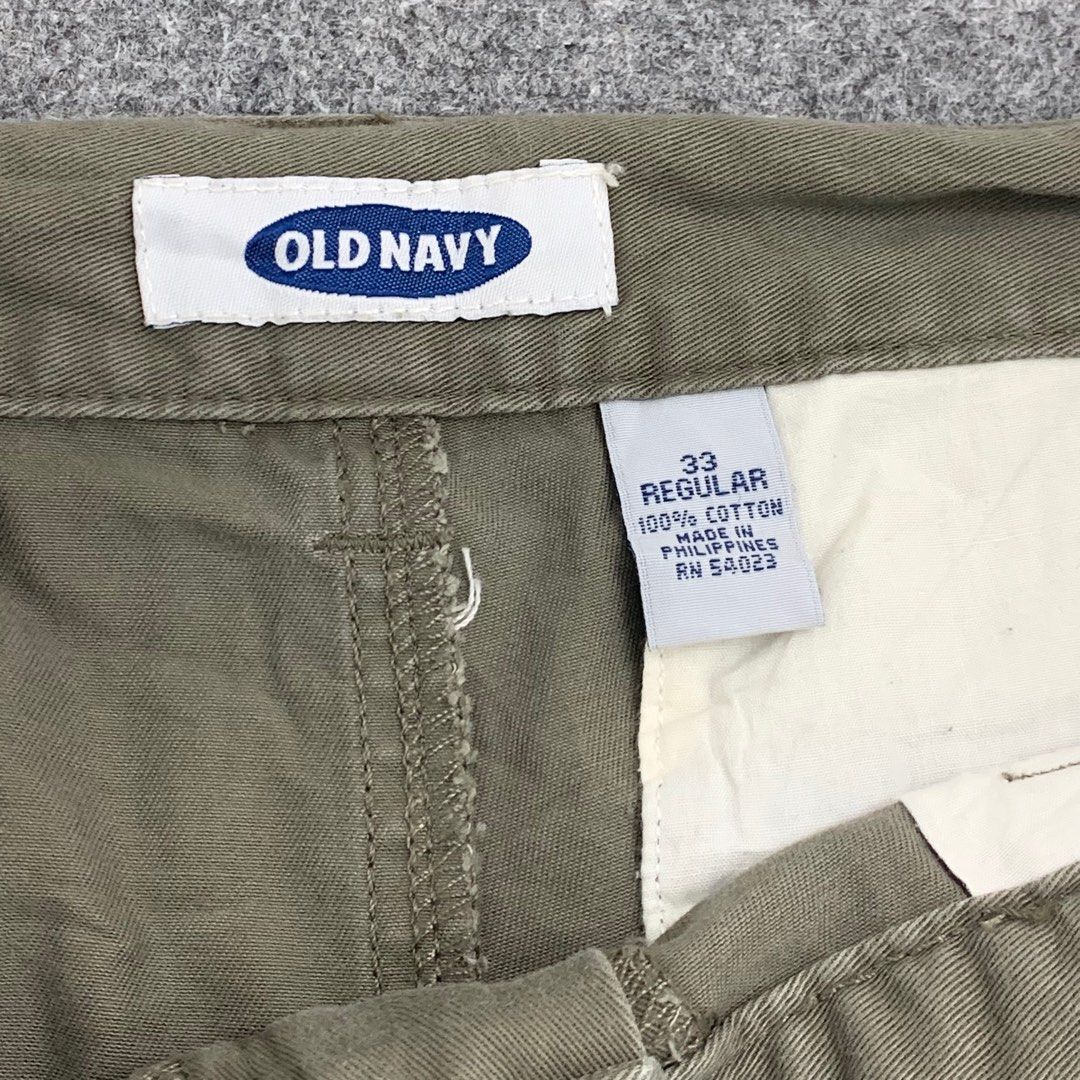 OLD NAVY
33
REGULAR
100% COTTON
MADE IN
PHILIPPINES
RN 54023